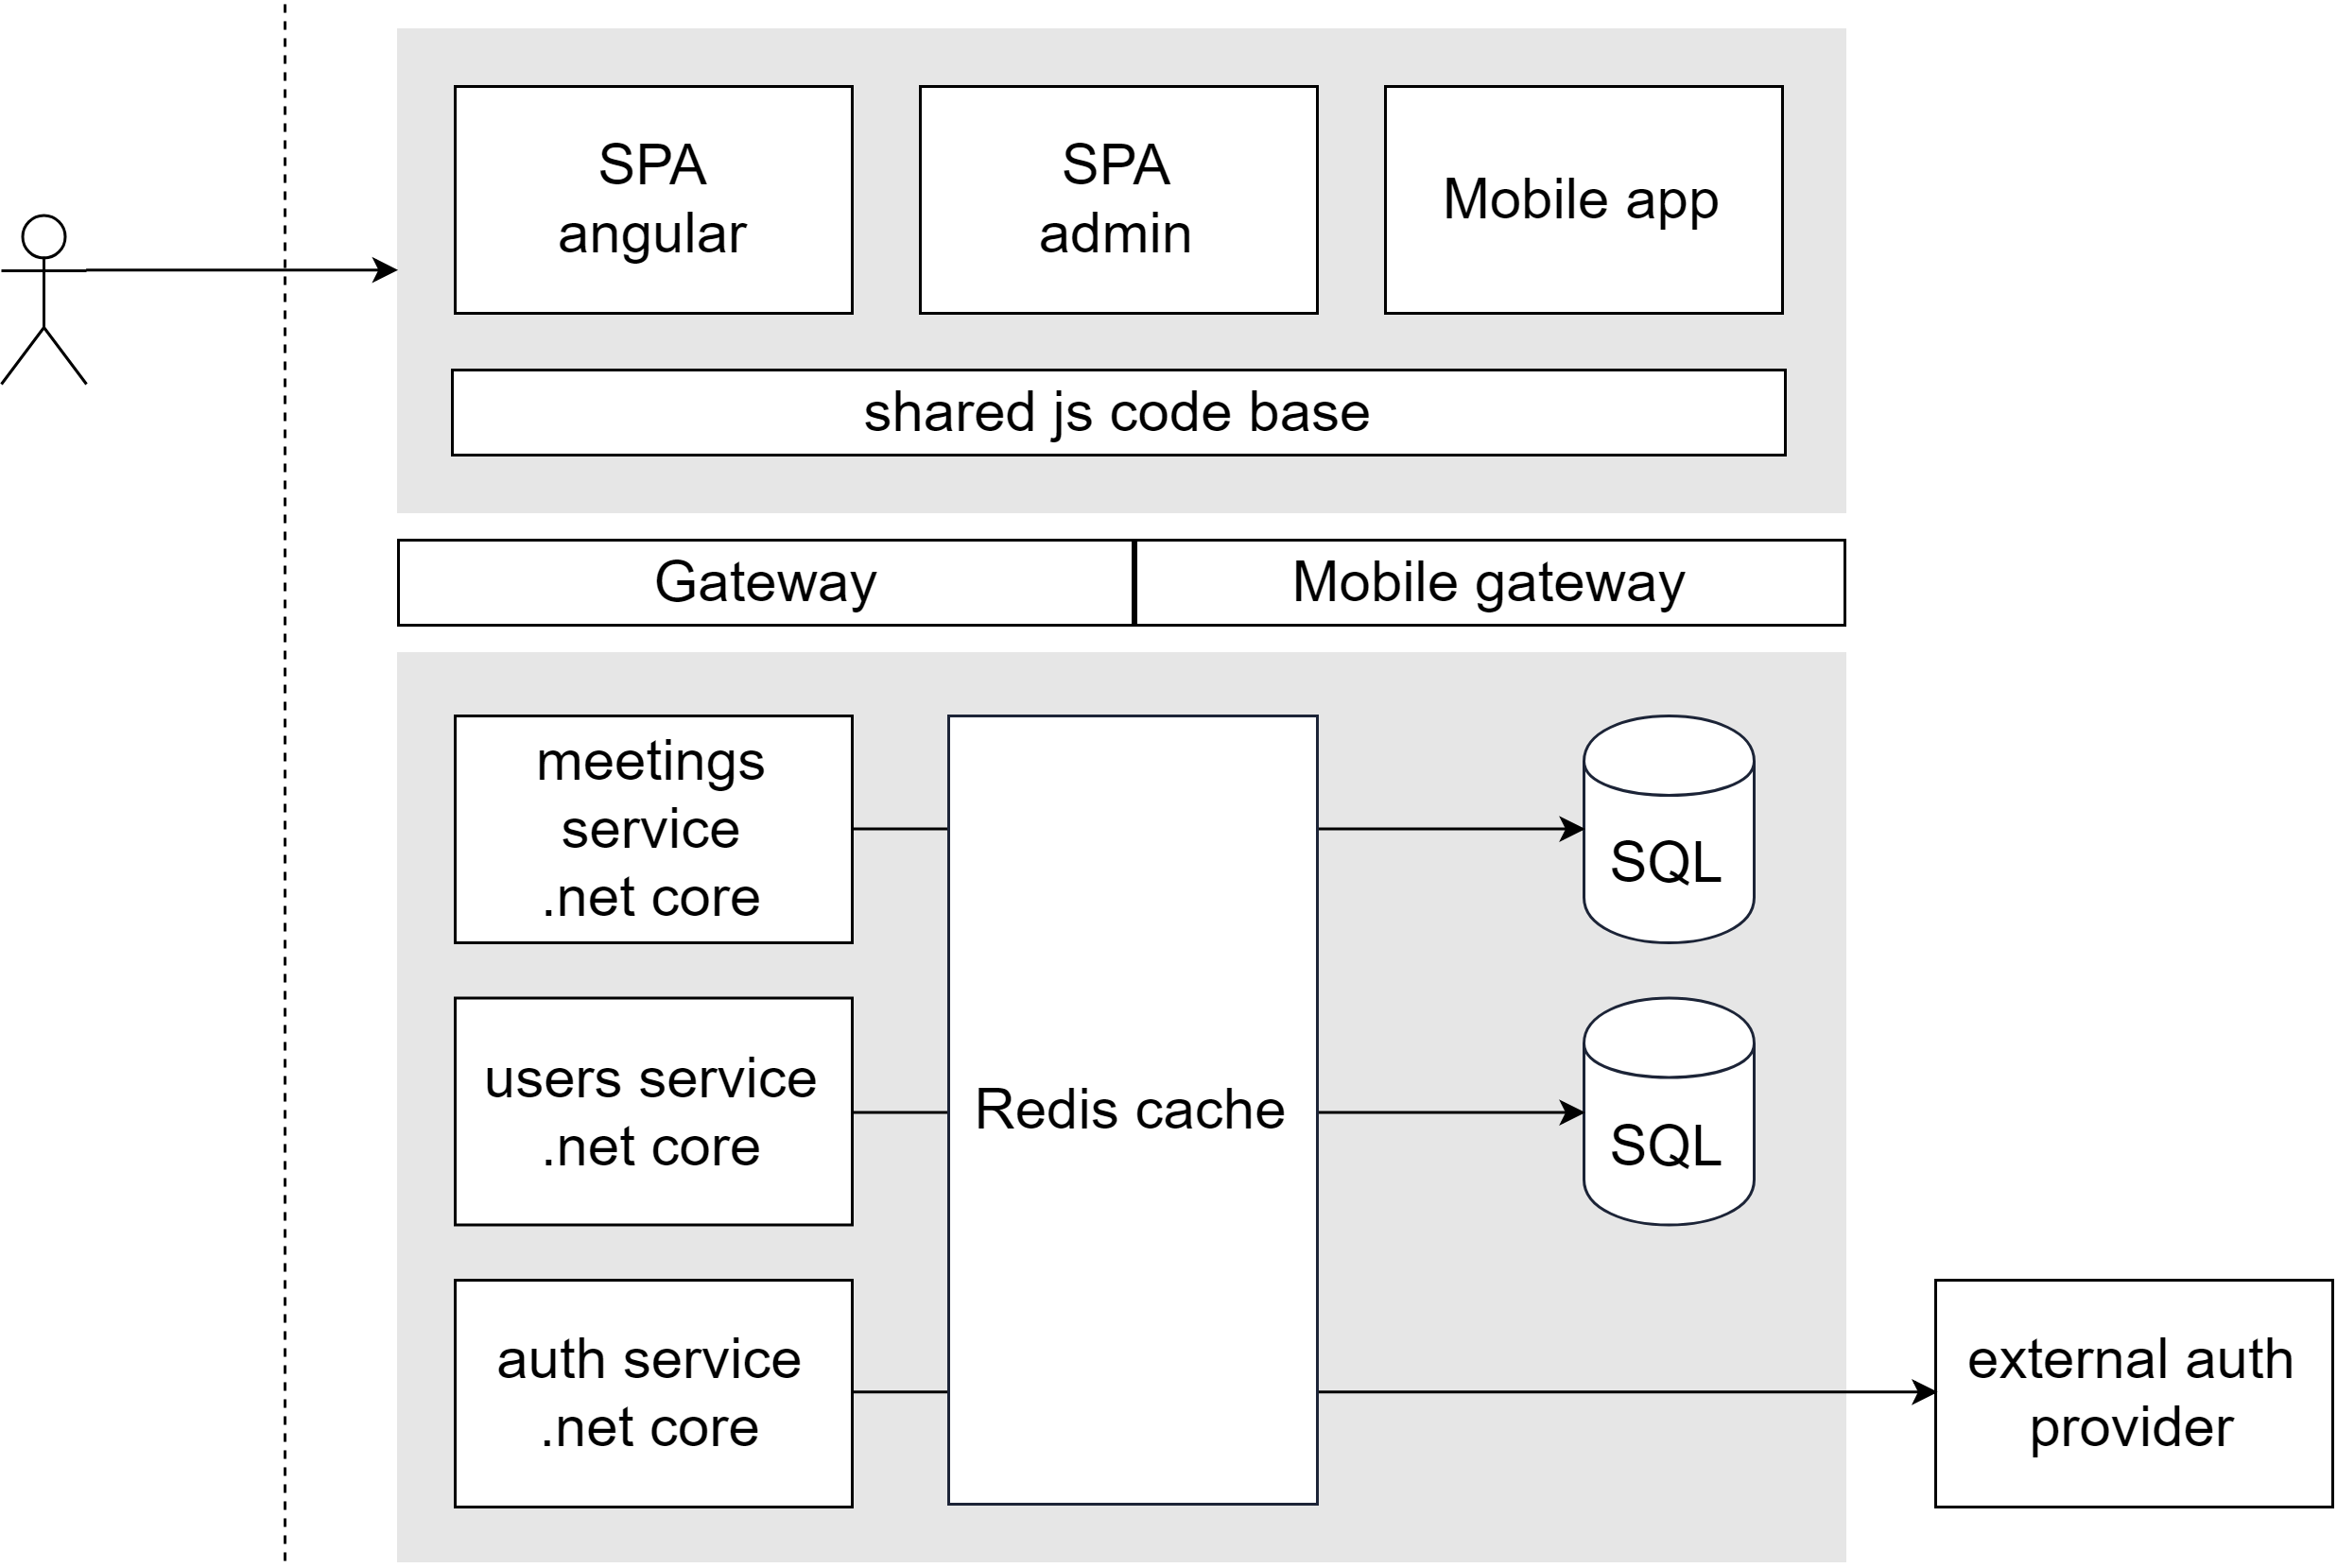 SPA
angular
SPA
admin
Mobile app
shared js code base
Gateway
Mobile gateway
meetings
service
.net core
users service
.net core
auth service
.net core
Redis cache
SQL
SQL
external auth
provider